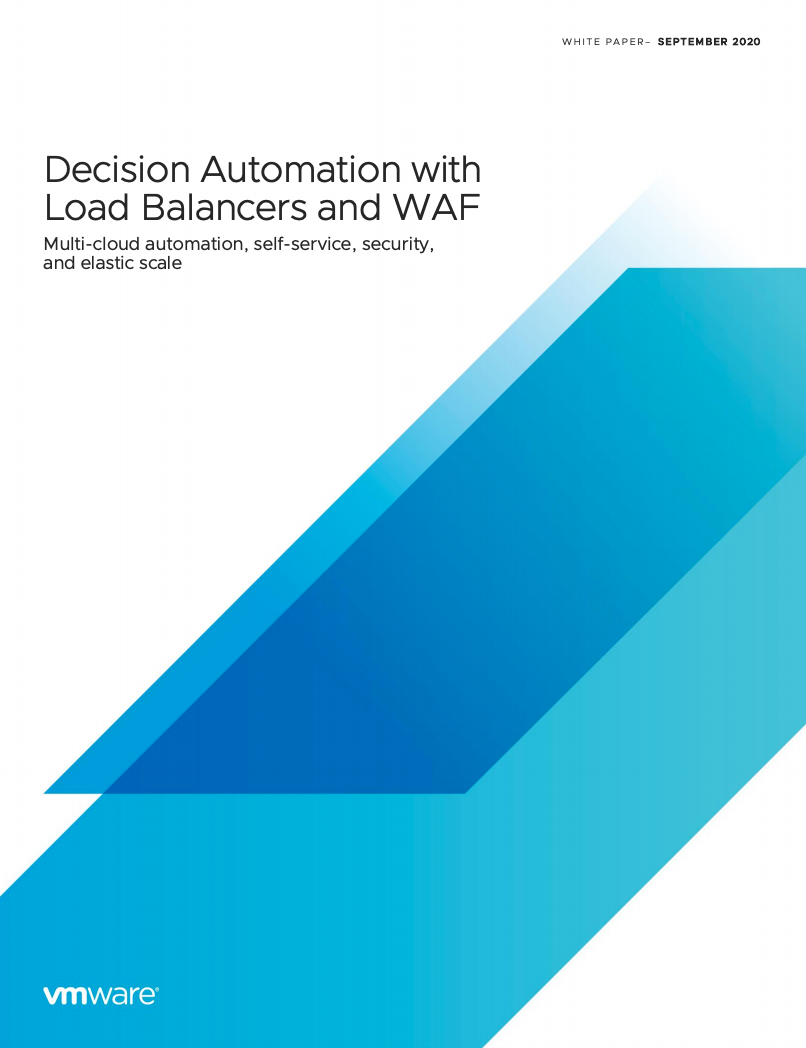 WHITE PAPER– SEPTEMBER 2020
Decision Automation with
Load Balancers and WAF
Multi-cloud automation, self-service, security,
and elastic scale
vmware®